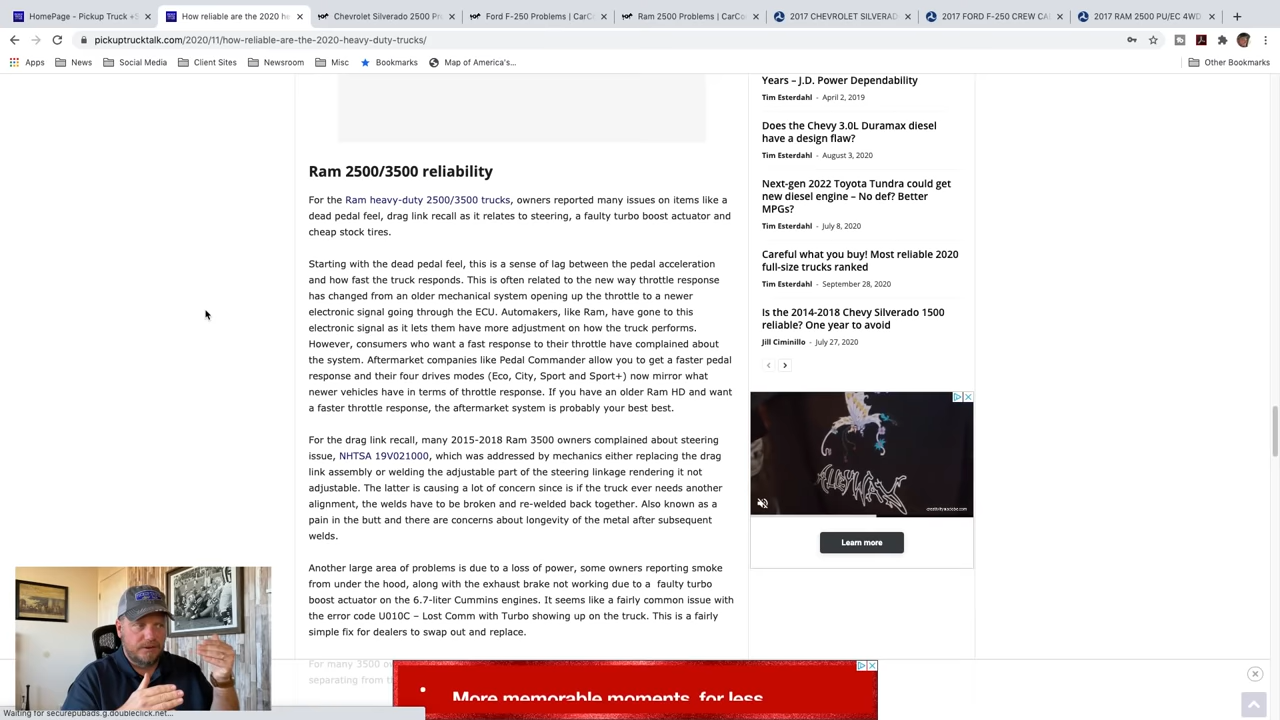 HomePage - Pickup Truck +S
How reliable are the 2020 he
Chevrolet Silverado 2500 Pr
Ford F-250 Problems | CarCo
Ram 2500 Problems | CarCo
2017 CHEVROLET SILVERAD
2017 FORD F-250 CREW CA
2017 RAM 2500 PU/EC 4WD
pickuptrucktalk.com/2020/11/how-reliable-are-the-2020-heavy-duty-trucks/
Apps
News
Social Media
Client Sites
Newsroom
Misc
Bookmarks
Map of America's...
Other Bookmarks
Ram 2500/3500 reliability
For the Ram heavy-duty 2500/3500 trucks, owners reported many issues on items like a
dead pedal feel, drag link recall as it relates to steering, a faulty turbo boost actuator and
cheap stock tires.
Starting with the dead pedal feel, this is a sense of lag between the pedal acceleration
and how fast the truck responds. This is often related to the new way throttle response
has changed from an older mechanical system opening up the throttle to a newer
electronic signal going through the ECU. Automakers, like Ram, have gone to this
electronic signal as it lets them have more adjustment on how the truck performs.
However, consumers who want a fast response to their throttle have complained about
the system. Aftermarket companies like Pedal Commander allow you to get a faster pedal
response and their four drives modes (Eco, City, Sport and Sport+) now mirror what
newer vehicles have in terms of throttle response. If you have an older Ram HD and want
a faster throttle response, the aftermarket system is probably your best best.
For the drag link recall, many 2015-2018 Ram 3500 owners complained about steering
issue, NHTSA 19V021000, which was addressed by mechanics either replacing the drag
link assembly or welding the adjustable part of the steering linkage rendering it not
adjustable. The latter is causing a lot of concern since is if the truck ever needs another
alignment, the welds have to be broken and re-welded back together. Also known as a
pain in the butt and there are concerns about longevity of the metal after subsequent
welds.
Another large area of problems is due to a loss of power, some owners reporting smoke
from under the hood, along with the exhaust brake not working due to a faulty turbo
boost actuator on the 6.7-liter Cummins engines. It seems like a fairly common issue with
the error code U010C – Lost Comm with Turbo showing up on the truck. This is a fairly
simple fix for dealers to swap out and replace.
For many 3500 ow
separating from t
Years – J.D. Power Dependability
Tim Esterdahl - April 2, 2019
Does the Chevy 3.0L Duramax diesel
have a design flaw?
Tim Esterdahl - August 3, 2020
Next-gen 2022 Toyota Tundra could get
new diesel engine – No def? Better
MPGs?
Tim Esterdahl - July 8, 2020
Careful what you buy! Most reliable 2020
full-size trucks ranked
Tim Esterdahl - September 28, 2020
Is the 2014-2018 Chevy Silverado 1500
reliable? One year to avoid
Jill Ciminillo - July 27, 2020
Learn more
More memorable moments, for less
Waiting for securepubads.g.doubleclick.net...